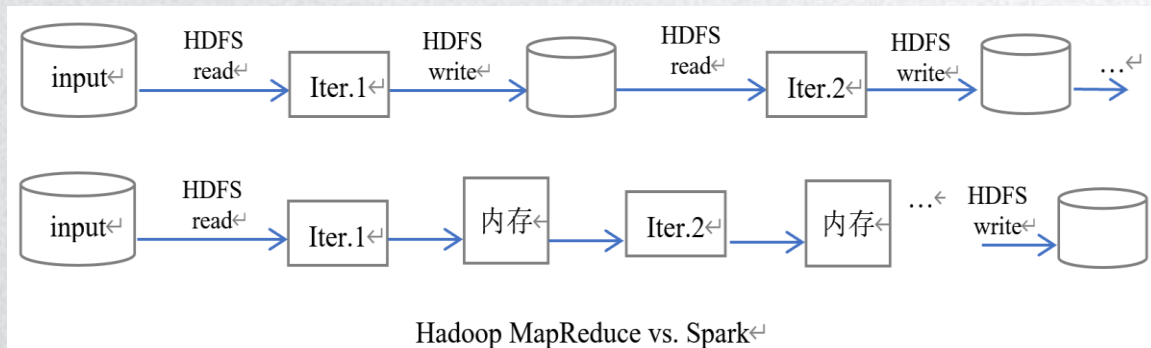 HDFS
read↵
HDFS
write↵
HDFS
read↵
HDFS
write↵
input↵
Iter.1↵
Iter.2↵
…↵
HDFS
read↵
HDFS
write↵
input↵
Iter.1↵
内存↵
Iter.2↵
内存↵
…↵
Hadoop MapReduce vs. Spark↵